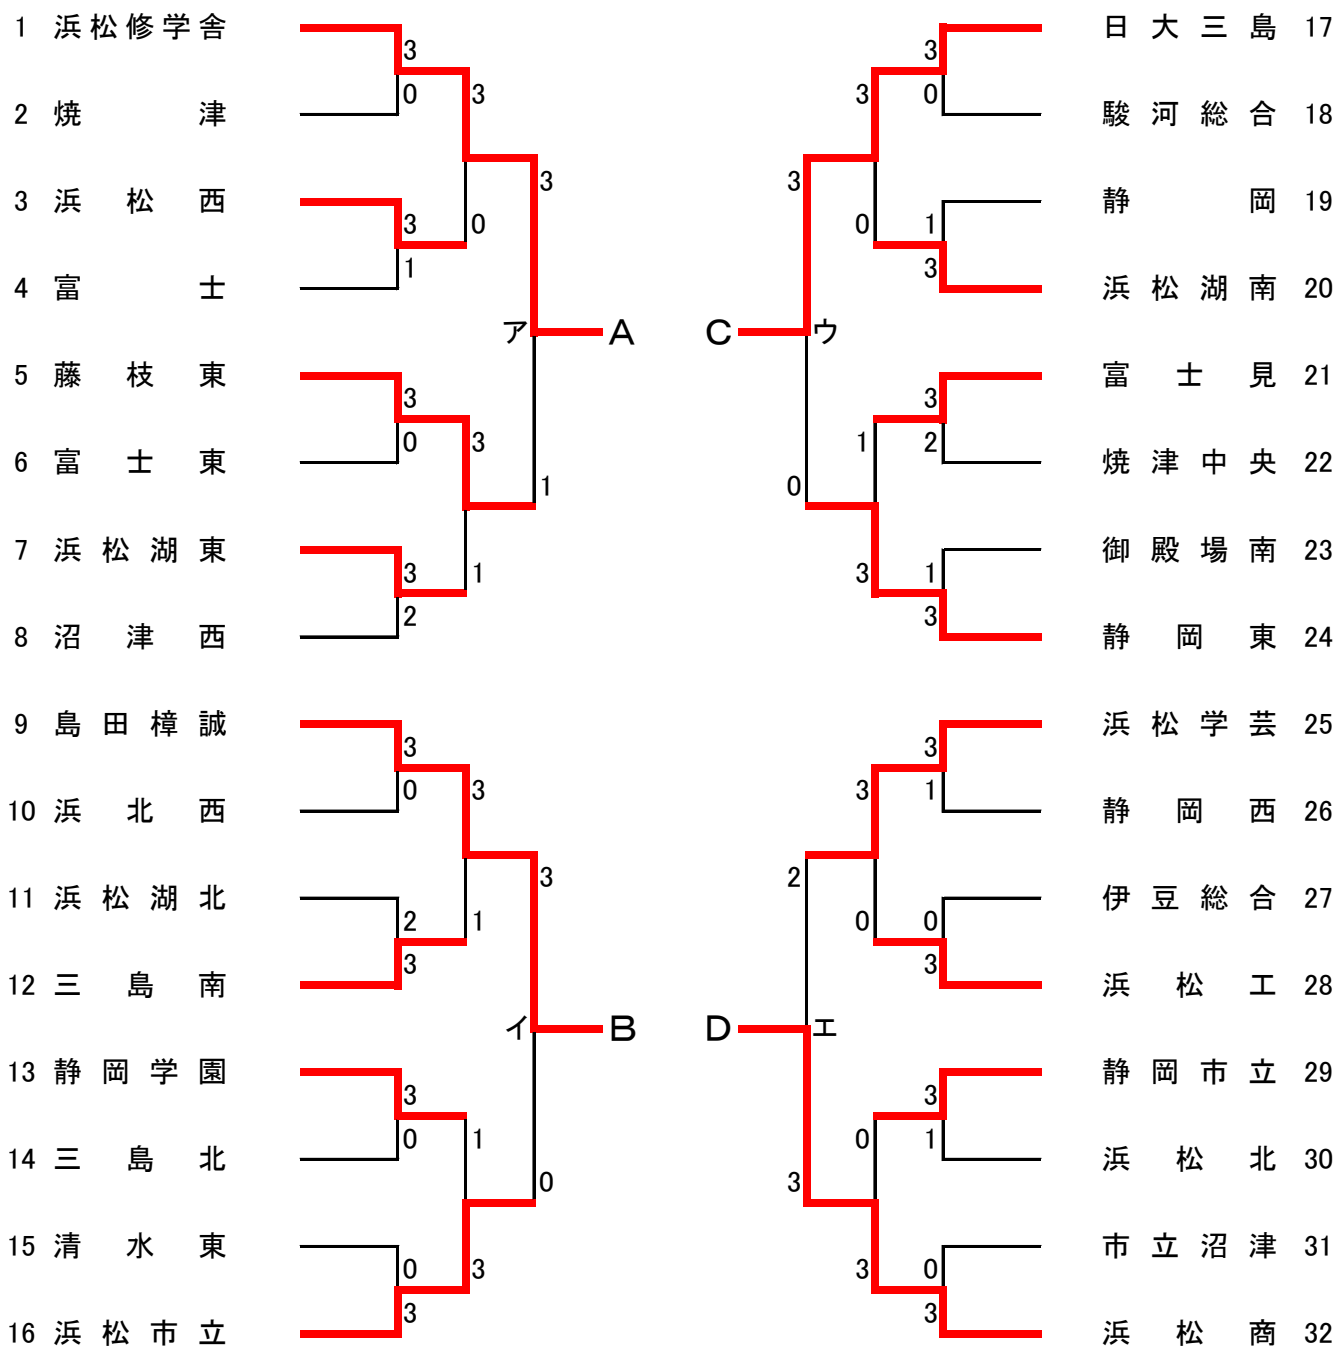 1 浜松修学舎 3 3 日大三島 17
0 3 3 0
2 焼津 駿河総合 18
3 3
3 浜松西 静岡 19
3 0 0 1
1 3
4 富士 浜松湖南 20
ア A C ウ
5 藤枝東 富士見 21
3 3
0 3 1 2
6 富士東 焼津中央 22
1 0
7 浜松湖東 御殿場南 23
3 1 3 1
2 3
8 沼津西 静岡東 24
9 島田樟誠 浜松学芸 25
3 3
0 3 3 1
10 浜北西 静岡西 26
3 2
11 浜松湖北 伊豆総合 27
2 1 0 0
3 3
12 三島南 浜松工 28
イ B D エ
13 静岡学園 静岡市立 29
3 3
0 1 0 1
14 三島北 浜松北 30
0 3
15 清水東 市立沼津 31
0 3 3 0
3 3
16 浜松市立 浜松商 32